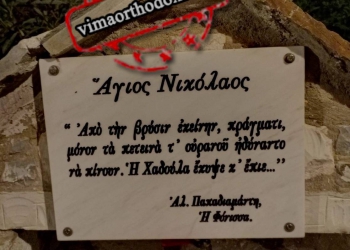 vimaorthodo
Ἅγιος Νικόλαος
“ Ἀπὸ τὴν βρύσιν ἐκείνην, πράγματι,
μόνον τὰ πετεινὰ τ' οὐρανοῦ ἠδύναντο
νὰ πίνουν. Ἡ Χαδούλα ἔκυψε κ' ἔπιε...”
Ἀλ. Παπαδιαμάντη,
Ἡ Φόνισσα.